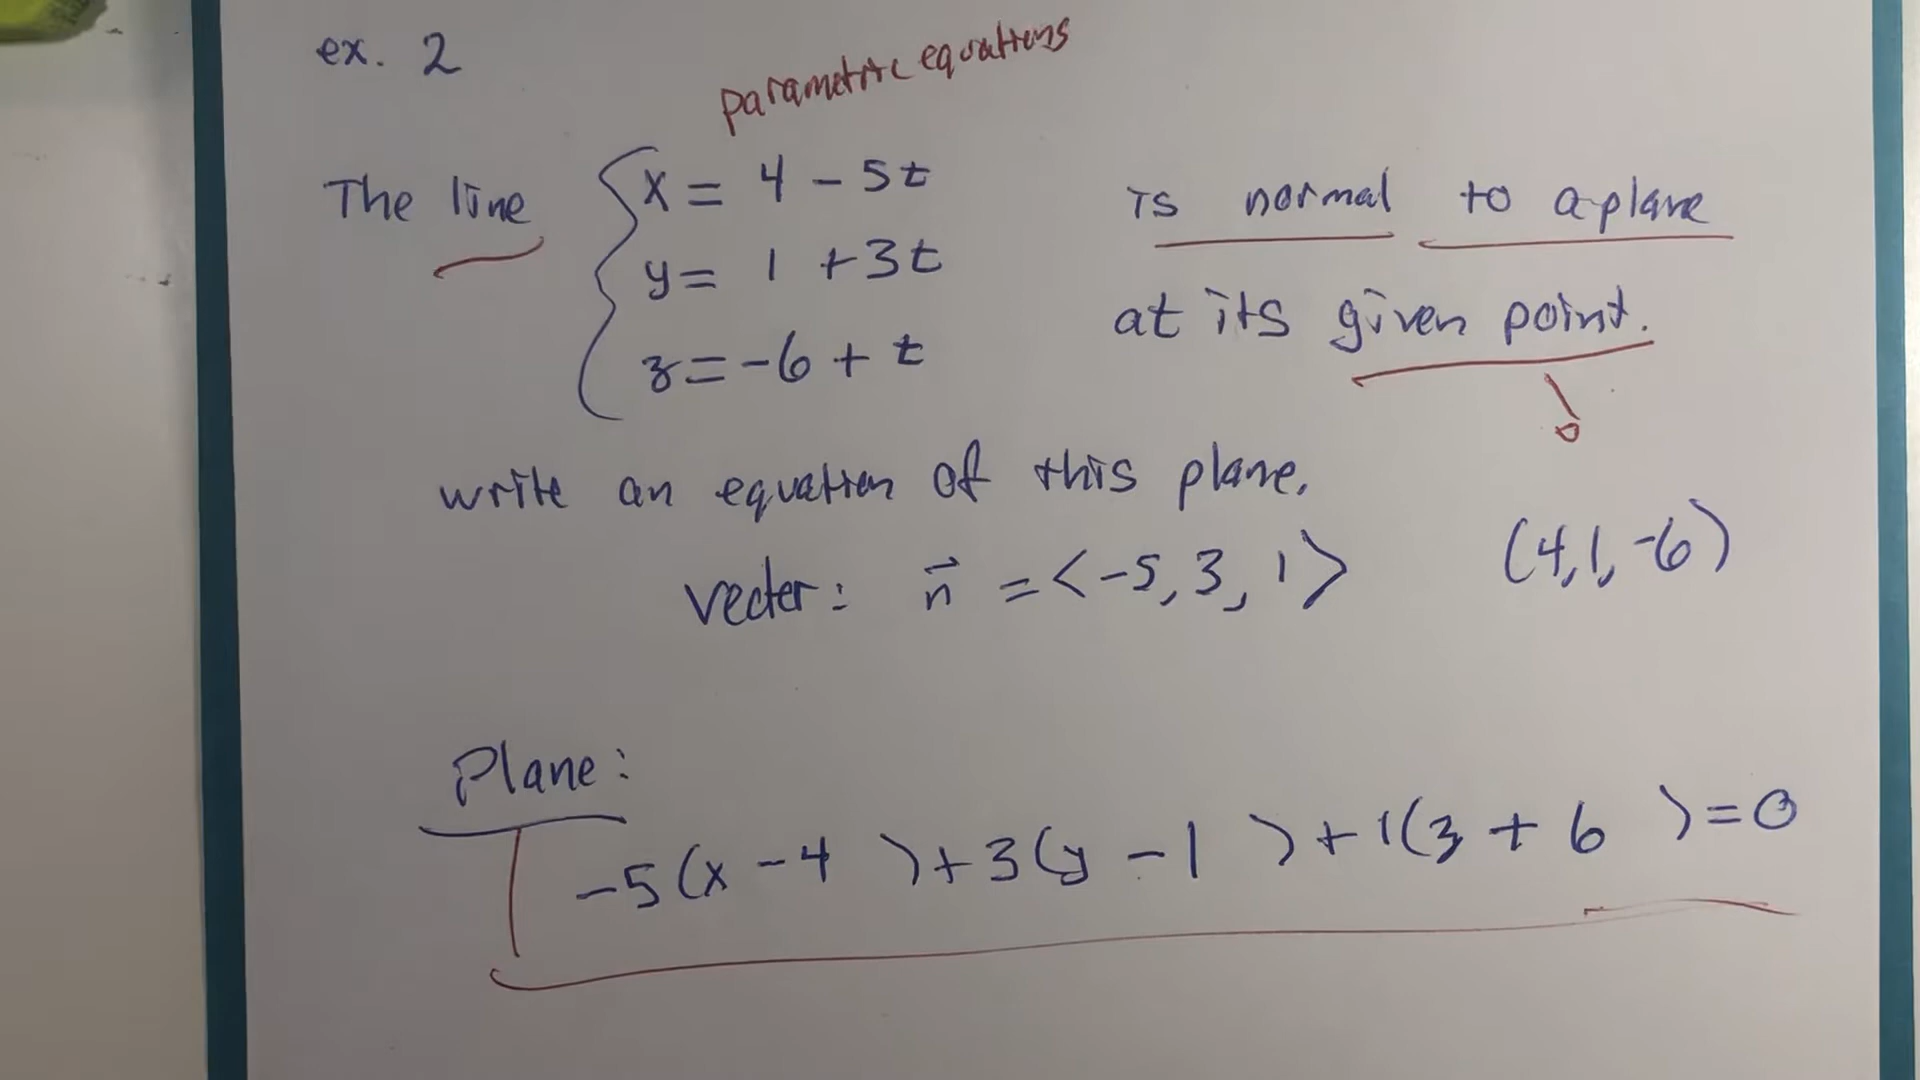 ex. 2
parametric equations
The line { x = 4 - 5t is normal to a plane
y = 1 + 3t
at its given point.
z = -6 + t
write an equation of this plane.
(4, 1, -6)
vector: n⃗ = <-5, 3, 1>
Plane:
-5(x - 4) + 3(y - 1) + 1(z + 6) = 0